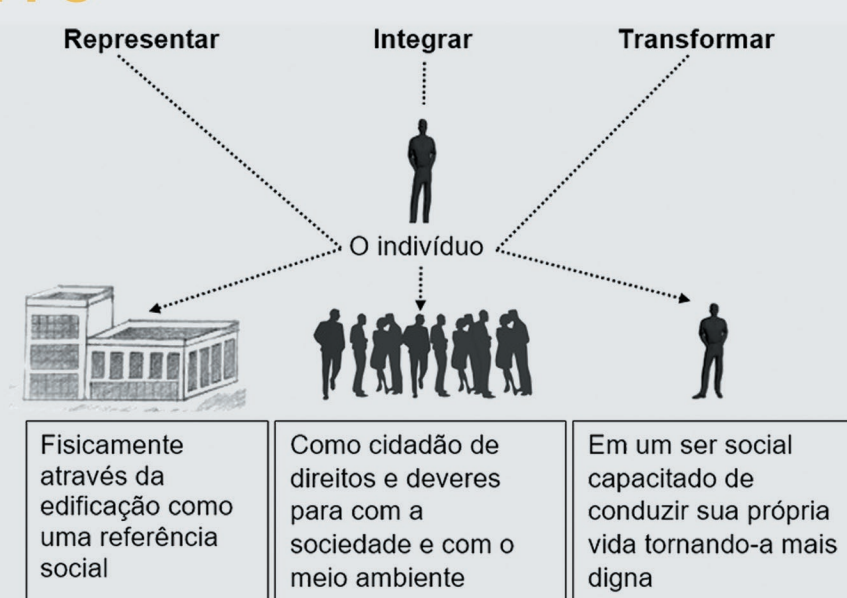 Representar
Integrar
Transformar
O indivíduo
Fisicamente
através da
edificação como
uma referência
social
Como cidadão de
direitos e deveres
para com a
sociedade e com o
meio ambiente
Em um ser social
capacitado de
conduzir sua própria
vida tornando-a mais
digna